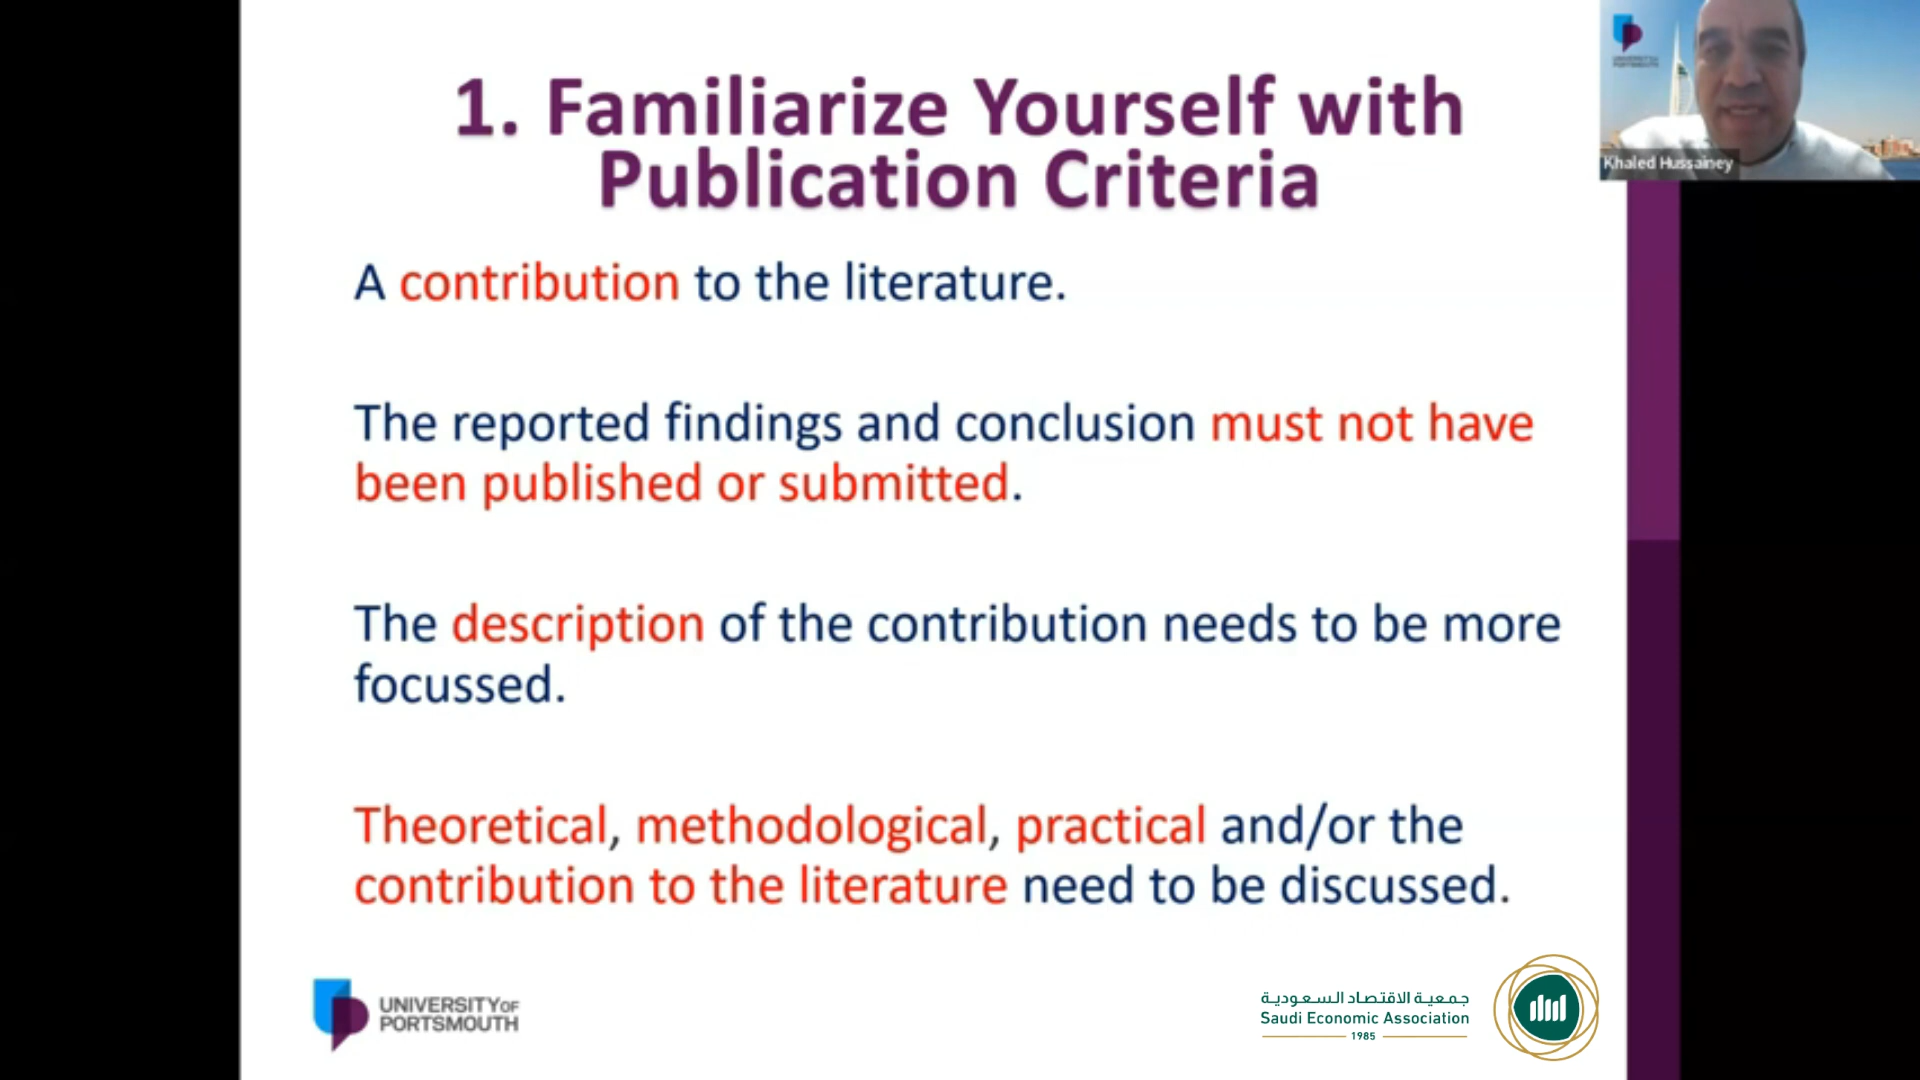 1. Familiarize Yourself with
Publication Criteria
A contribution to the literature.
The reported findings and conclusion must not have
been published or submitted.
The description of the contribution needs to be more
focussed.
Theoretical, methodological, practical and/or the
contribution to the literature need to be discussed.
UNIVERSITY OF
PORTSMOUTH
جمعية الاقتصاد السعودية
Saudi Economic Association
1985
UNIVERSITY OF
PORTSMOUTH
Khaled Hussainey